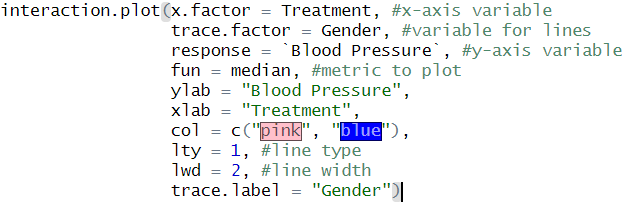 interaction.plot(x.factor = Treatment, #x-axis variable
trace.factor = Gender, #variable for lines
response = `Blood Pressure`, #y-axis variable
fun = median, #metric to plot
ylab = "Blood Pressure",
xlab = "Treatment",
col = c("pink", "blue"),
lty = 1, #line type
lwd = 2, #line width
trace.label = "Gender")